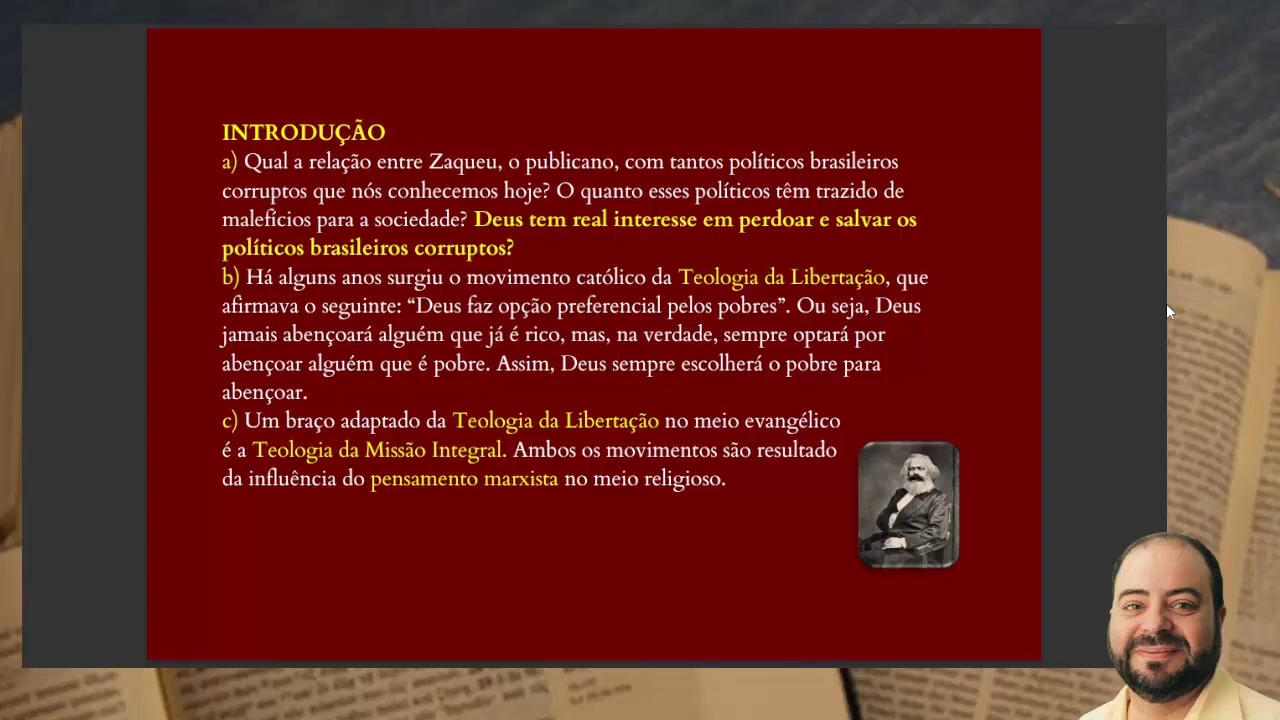 INTRODUÇÃO
a) Qual a relação entre Zaqueu, o publicano, com tantos políticos brasileiros
corruptos que nós conhecemos hoje? O quanto esses políticos têm trazido de
malefícios para a sociedade? Deus tem real interesse em perdoar e salvar os
políticos brasileiros corruptos?
b) Há alguns anos surgiu o movimento católico da Teologia da Libertação, que
afirmava o seguinte: “Deus faz opção preferencial pelos pobres”. Ou seja, Deus
jamais abençoará alguém que já é rico, mas, na verdade, sempre optará por
abençoar alguém que é pobre. Assim, Deus sempre escolherá o pobre para
abençoar.
c) Um braço adaptado da Teologia da Libertação no meio evangélico
é a Teologia da Missão Integral. Ambos os movimentos são resultado
da influência do pensamento marxista no meio religioso.